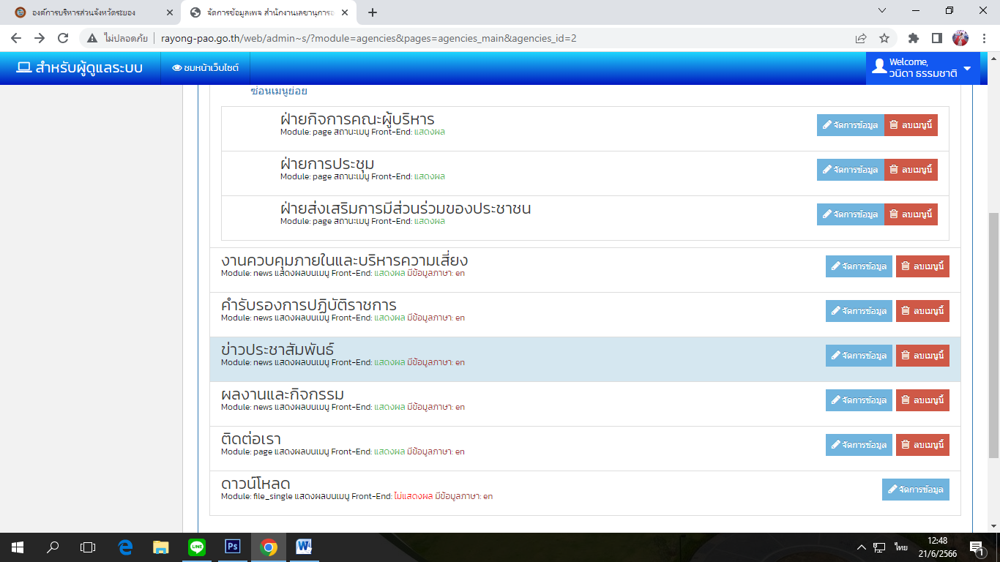 องค์การบริหารส่วนจังหวัดระยอง
จัดการข้อมูลเพจ สำนักงานเลขานุการอ
ไม่ปลอดภัย
rayong-pao.go.th/web/admin~s/?module=agencies&pages=agencies_main&agencies_id=2
สำหรับผู้ดูแลระบบ
ชมหน้าเว็บไซต์
Welcome,
วนิดา ธรรมชาติ
ซ่อนเมนูย่อย
ฝ่ายกิจการคณะผู้บริหาร
จัดการข้อมูล ลบเมนูนี้
Module: page สถานะเมนู Front-End: แสดงผล
ฝ่ายการประชุม
จัดการข้อมูล ลบเมนูนี้
Module: page สถานะเมนู Front-End: แสดงผล
ฝ่ายส่งเสริมการมีส่วนร่วมของประชาชน
จัดการข้อมูล ลบเมนูนี้
Module: page สถานะเมนู Front-End: แสดงผล
งานควบคุมภายในและบริหารความเสี่ยง
จัดการข้อมูล ลบเมนูนี้
Module: news แสดงผลบนเมนู Front-End: แสดงผล มีข้อมูลภาษา: en
คำรับรองการปฏิบัติราชการ
จัดการข้อมูล ลบเมนูนี้
Module: news แสดงผลบนเมนู Front-End: แสดงผล มีข้อมูลภาษา: en
ข่าวประชาสัมพันธ์
จัดการข้อมูล ลบเมนูนี้
Module: news แสดงผลบนเมนู Front-End: แสดงผล มีข้อมูลภาษา: en
ผลงานและกิจกรรม
จัดการข้อมูล ลบเมนูนี้
Module: news แสดงผลบนเมนู Front-End: แสดงผล มีข้อมูลภาษา: en
ติดต่อเรา
จัดการข้อมูล ลบเมนูนี้
Module: page แสดงผลบนเมนู Front-End: แสดงผล มีข้อมูลภาษา: en
ดาวน์โหลด
จัดการข้อมูล
Module: file_single แสดงผลบนเมนู Front-End: ไม่แสดงผล มีข้อมูลภาษา: en
LINE
Ps
W
ไทย
12:48
21/6/2566
1